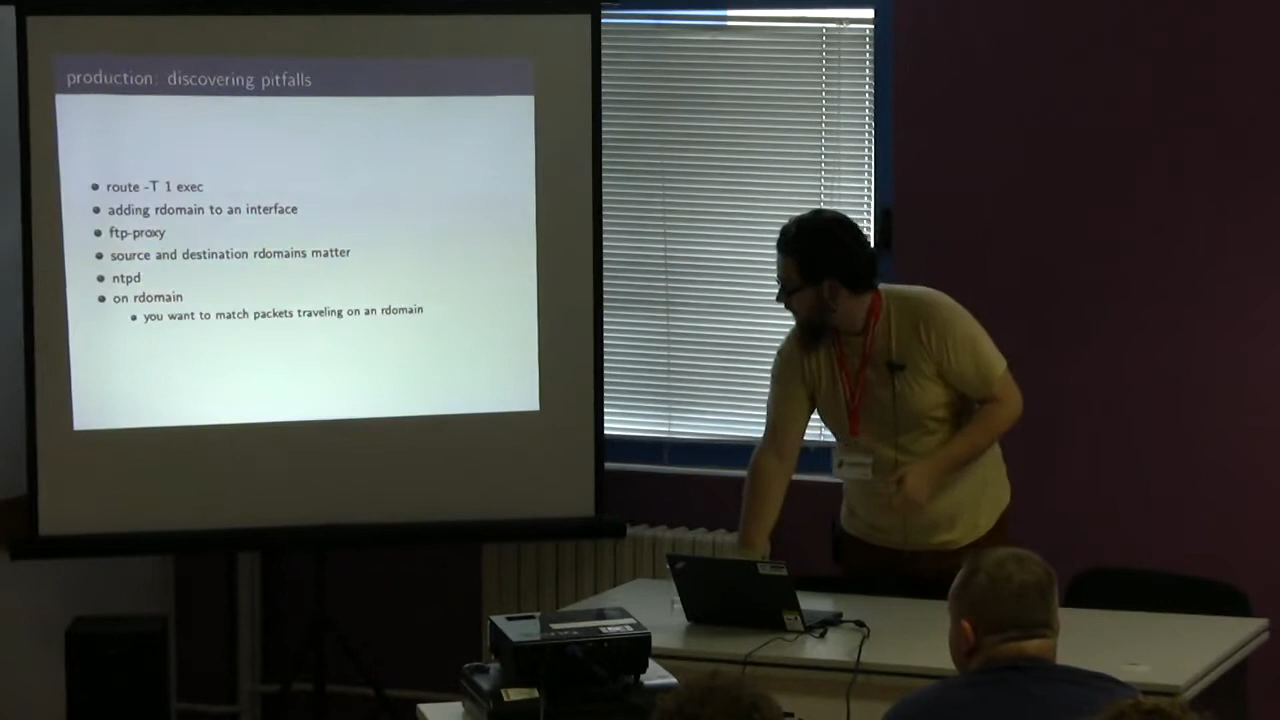 production: discovering pitfalls
route -T 1 exec
adding rdomain to an interface
ftp-proxy
source and destination rdomains matter
ntpd
on rdomain
you want to match packets traveling on an rdomain